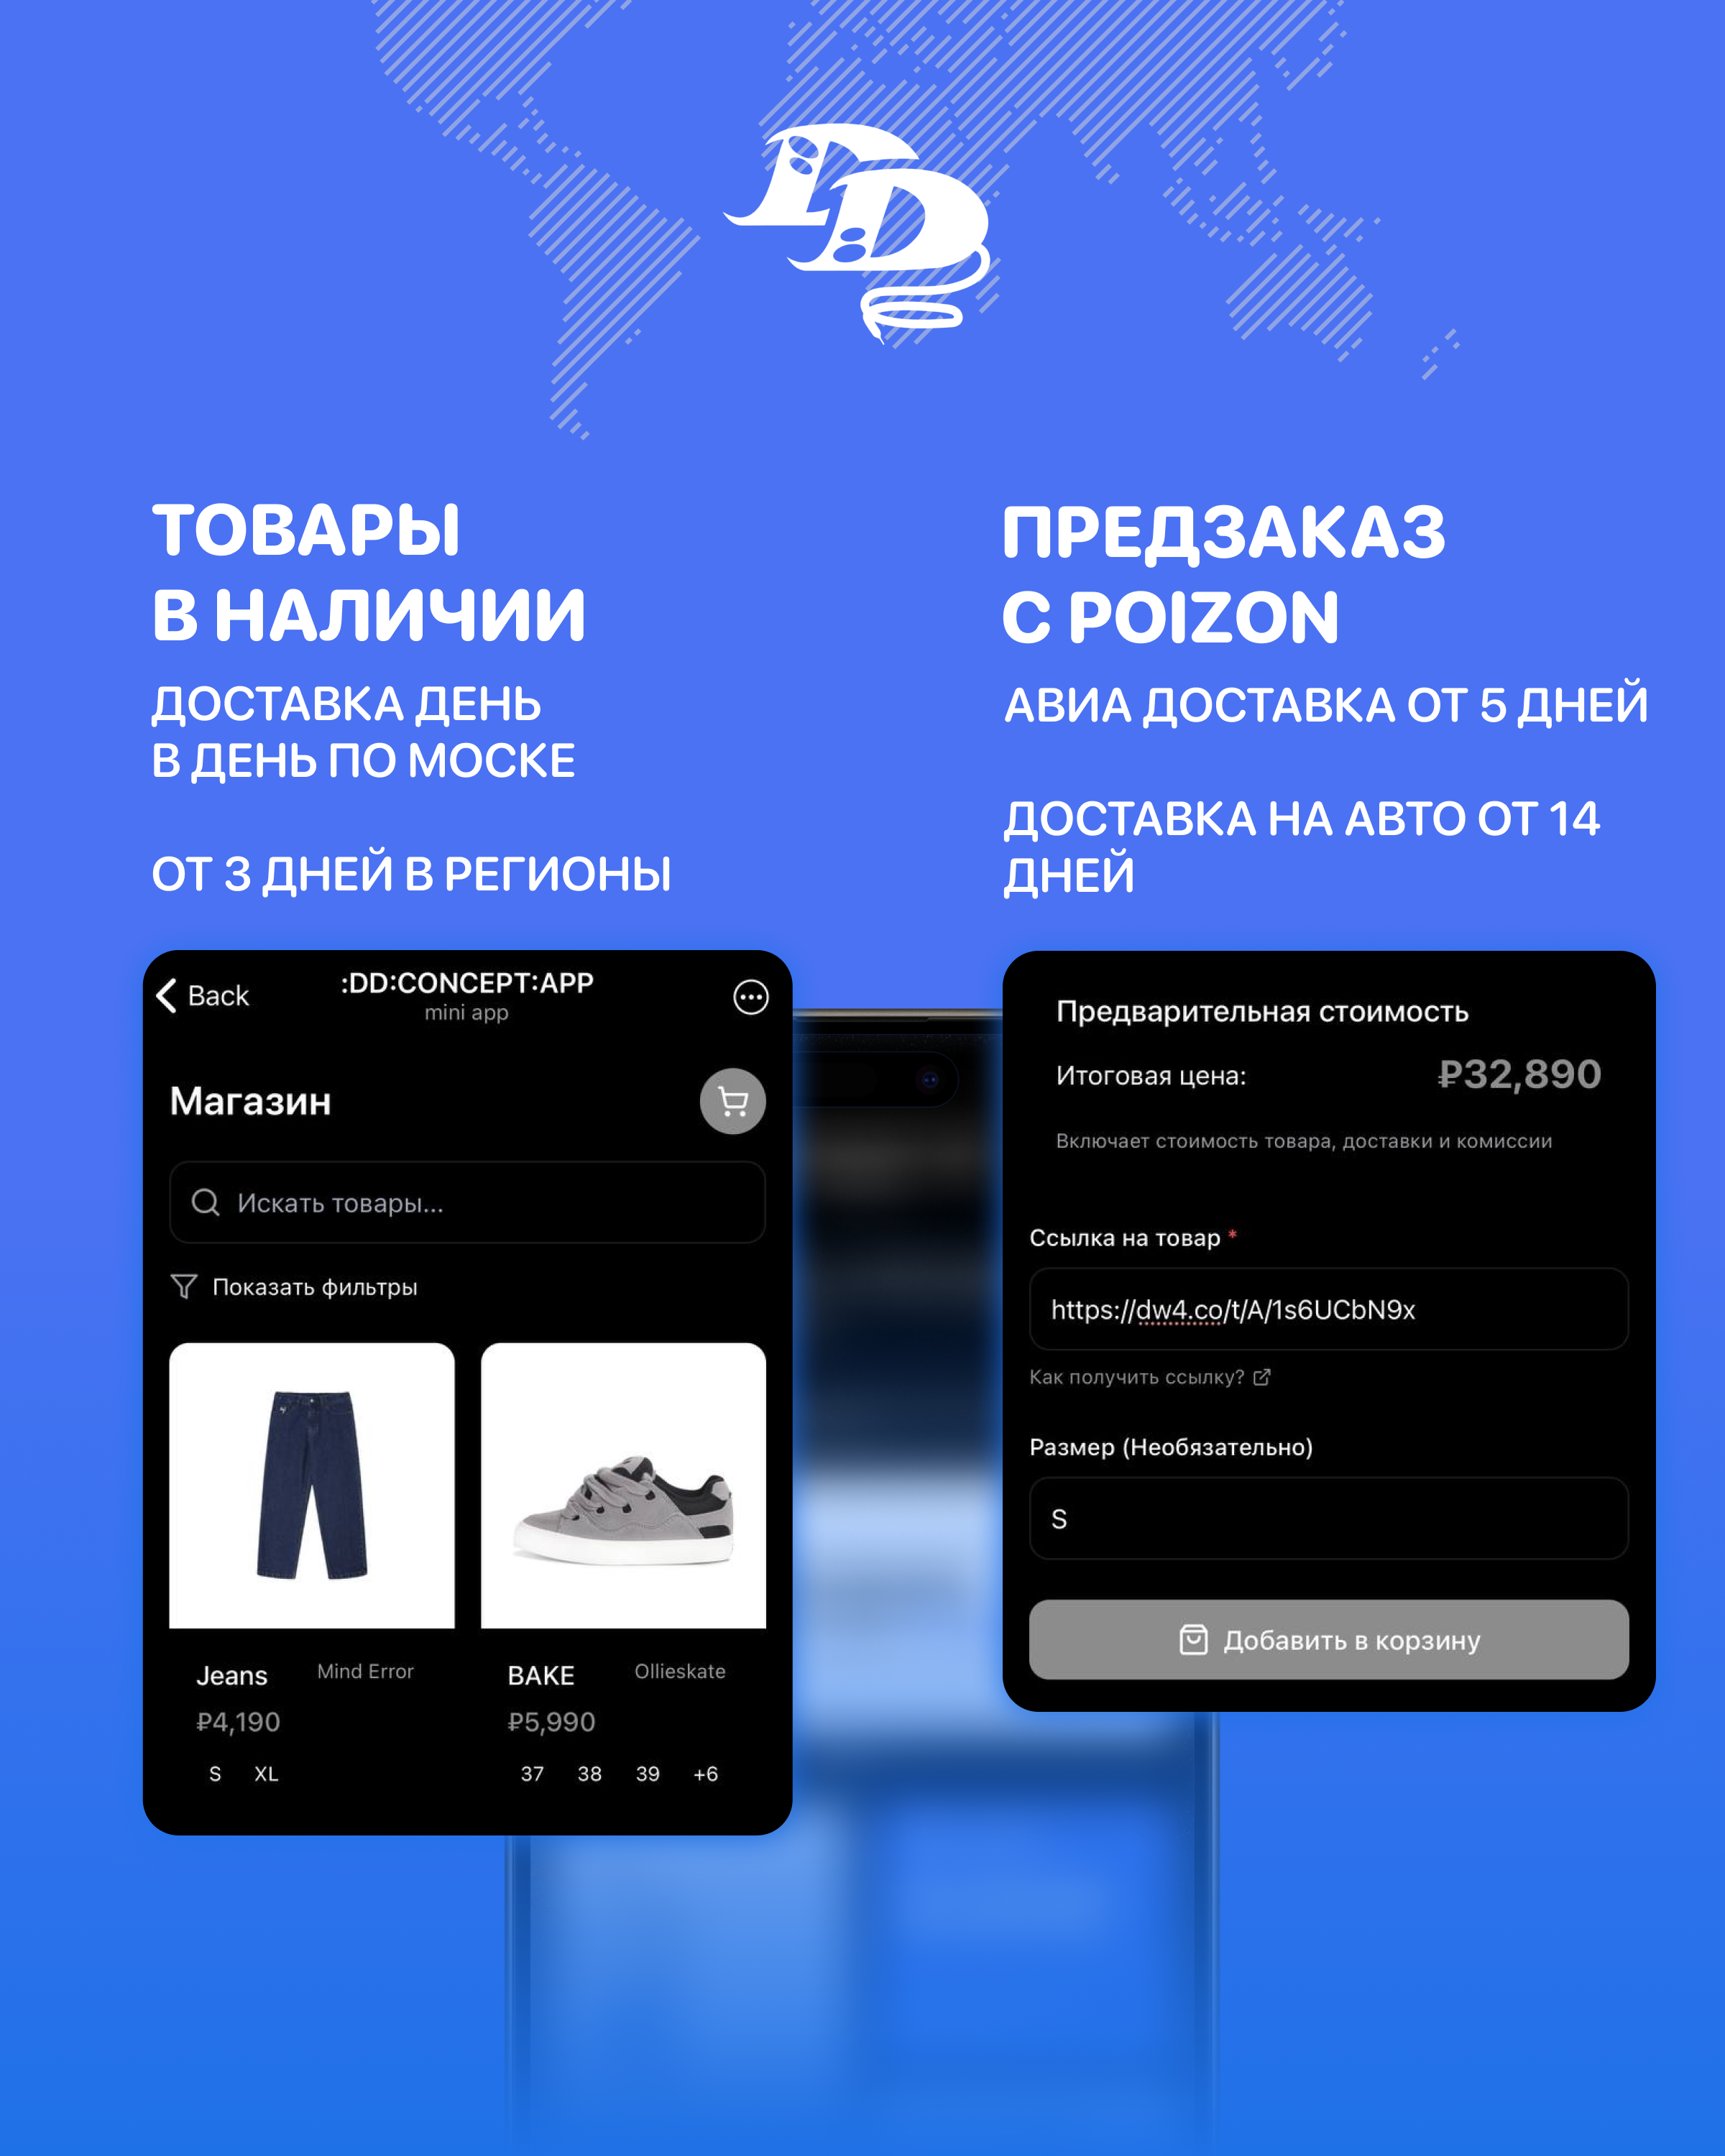 DD
ТОВАРЫ
В НАЛИЧИИ
ДОСТАВКА ДЕНЬ
В ДЕНЬ ПО МОСКЕ
ОТ 3 ДНЕЙ В РЕГИОНЫ
ПРЕДЗАКАЗ
С POIZON
АВИА ДОСТАВКА ОТ 5 ДНЕЙ
ДОСТАВКА НА АВТО ОТ 14
ДНЕЙ
Back
:DD:CONCEPT:APP
mini app
Магазин
Искать товары...
Показать фильтры
Jeans Mind Error
₽4,190
S XL
BAKE Ollieskate
₽5,990
37 38 39 +6
Предварительная стоимость
Итоговая цена: ₽32,890
Включает стоимость товара, доставки и комиссии
Ссылка на товар *
https://dw4.co/t/A/1s6UCbN9x
Как получить ссылку?
Размер (Необязательно)
S
Добавить в корзину